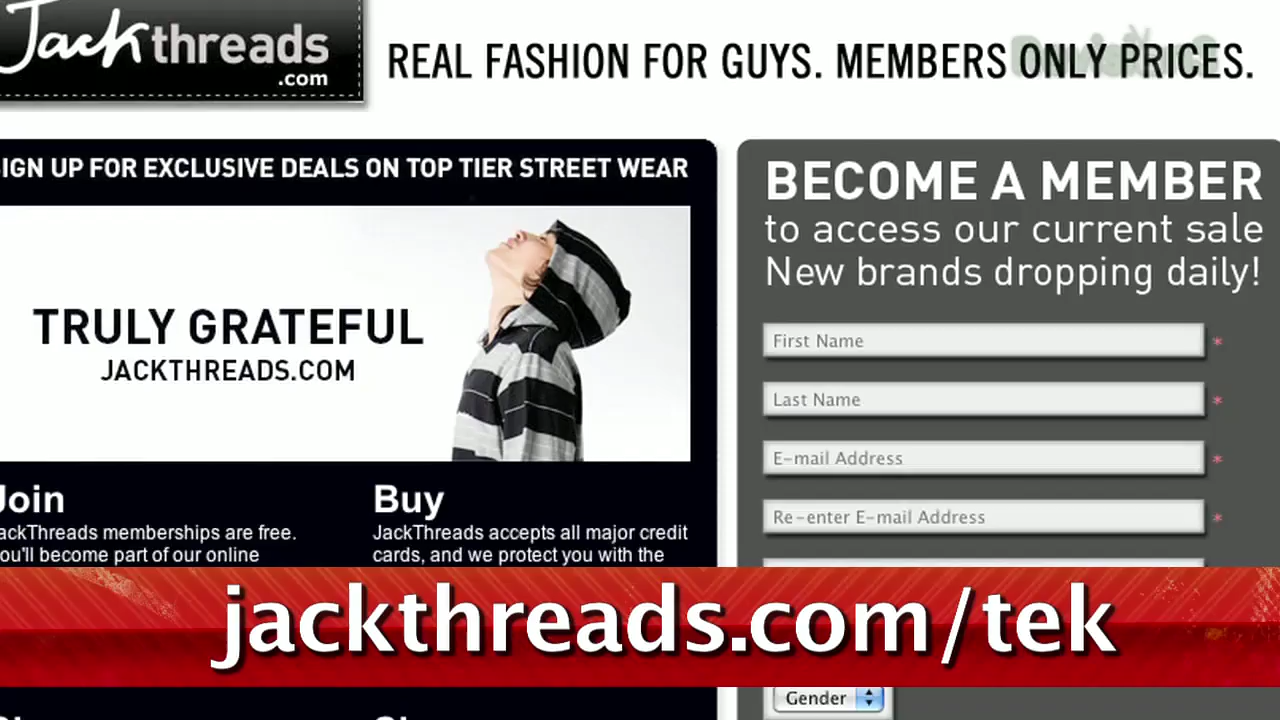 Jackthreads
.com
REAL FASHION FOR GUYS. MEMBERS ONLY PRICES.
IGN UP FOR EXCLUSIVE DEALS ON TOP TIER STREET WEAR
TRULY GRATEFUL
JACKTHREADS.COM
Join
ackThreads memberships are free.
ou'll become part of our online
Buy
JackThreads accepts all major credit
cards, and we protect you with the
BECOME A MEMBER
to access our current sale
New brands dropping daily!
First Name *
Last Name *
E-mail Address *
Re-enter E-mail Address *
jackthreads.com/tek
Gender